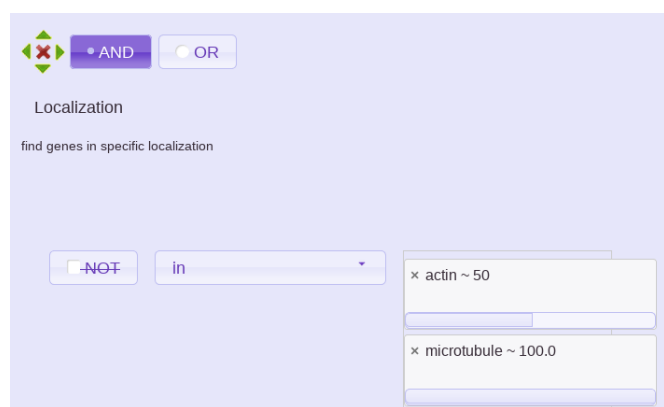 AND OR
Localization
find genes in specific localization
NOT in
× actin ~ 50
× microtubule ~ 100.0